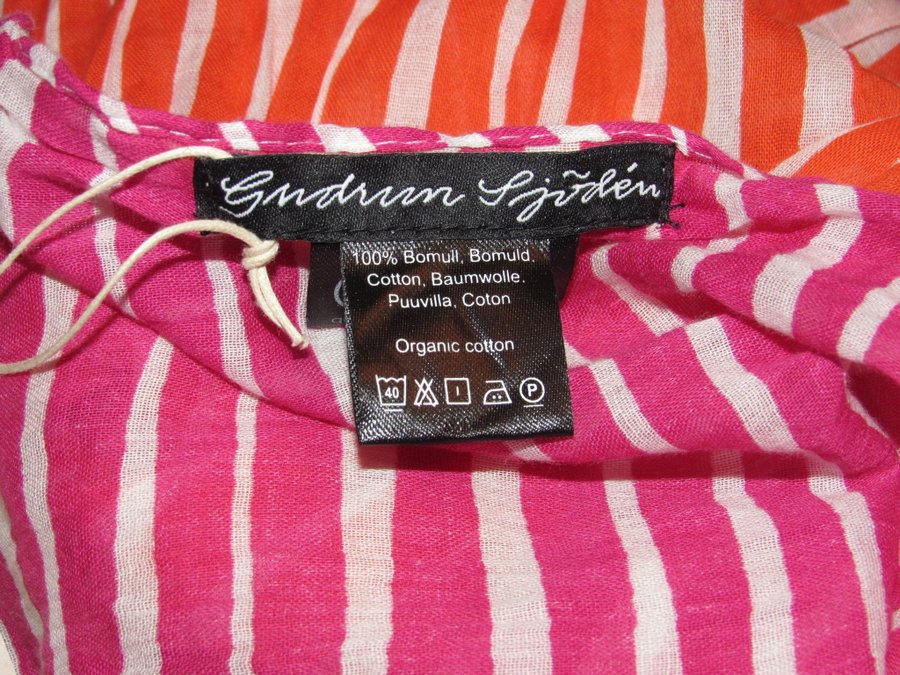 Gudrun Sjödén
100% Bomull, Bomuld,
Cotton, Baumwolle.
Puuvilla, Coton
Organic cotton
40 I P